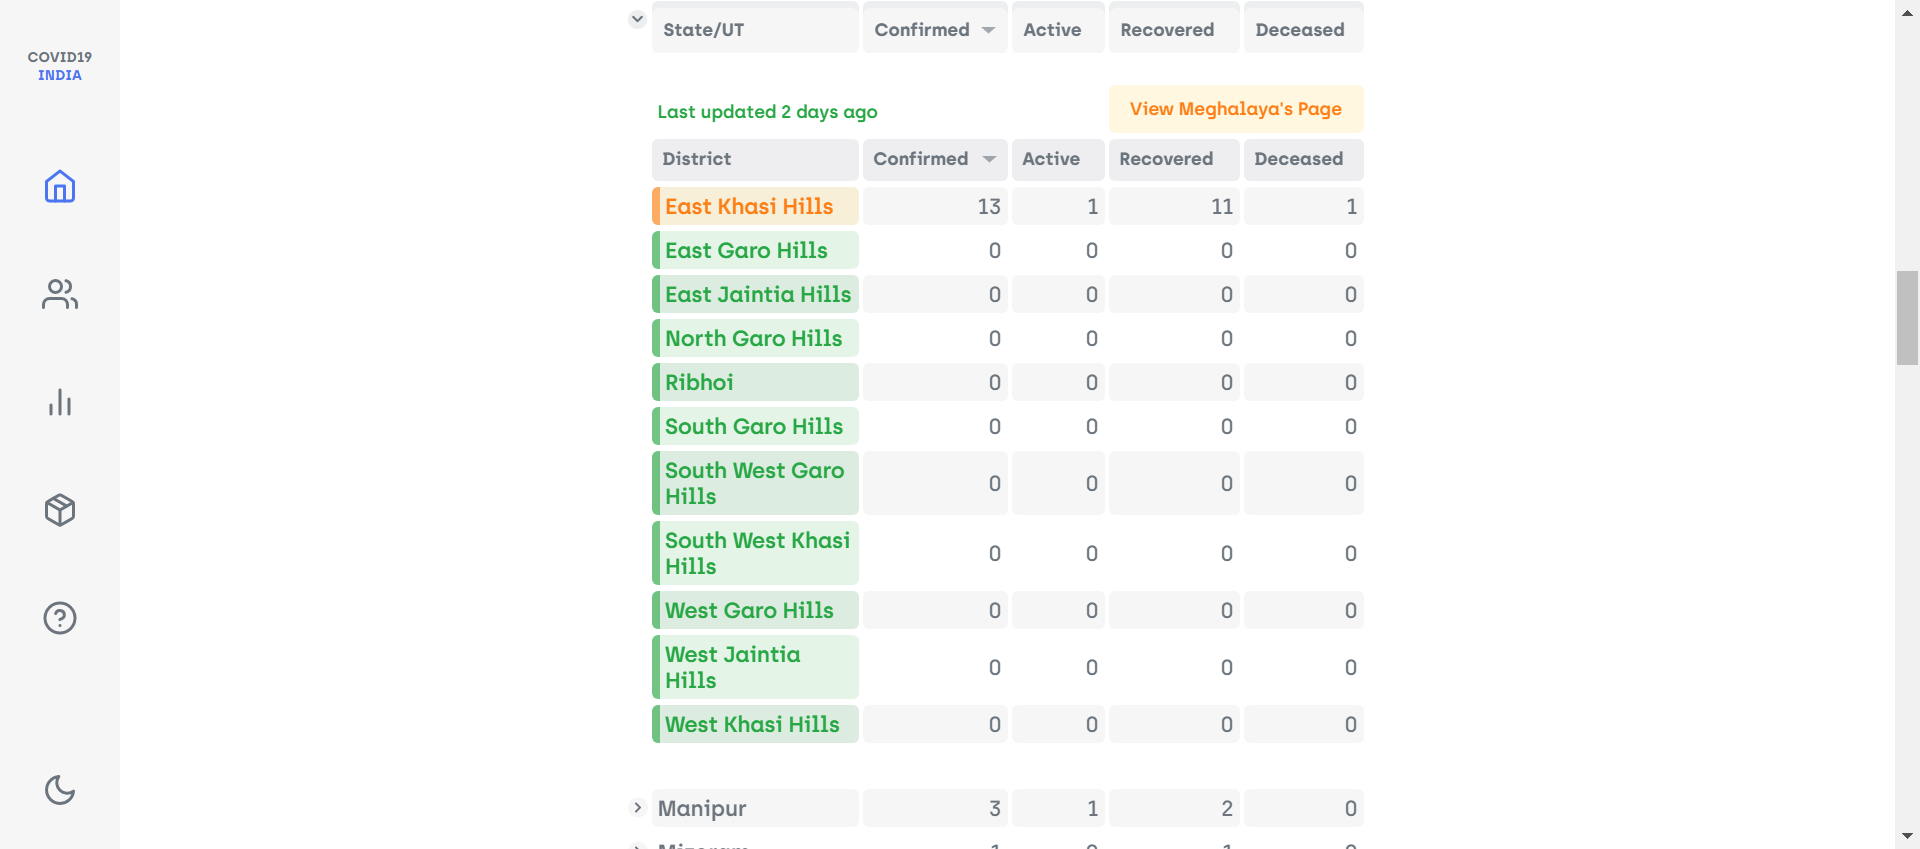 COVID19
INDIA
State/UT Confirmed Active Recovered Deceased
Last updated 2 days ago View Meghalaya's Page
District Confirmed Active Recovered Deceased
East Khasi Hills 13 1 11 1
East Garo Hills 0 0 0 0
East Jaintia Hills 0 0 0 0
North Garo Hills 0 0 0 0
Ribhoi 0 0 0 0
South Garo Hills 0 0 0 0
South West Garo
Hills 0 0 0 0
South West Khasi
Hills 0 0 0 0
West Garo Hills 0 0 0 0
West Jaintia
Hills 0 0 0 0
West Khasi Hills 0 0 0 0
Manipur 3 1 2 0